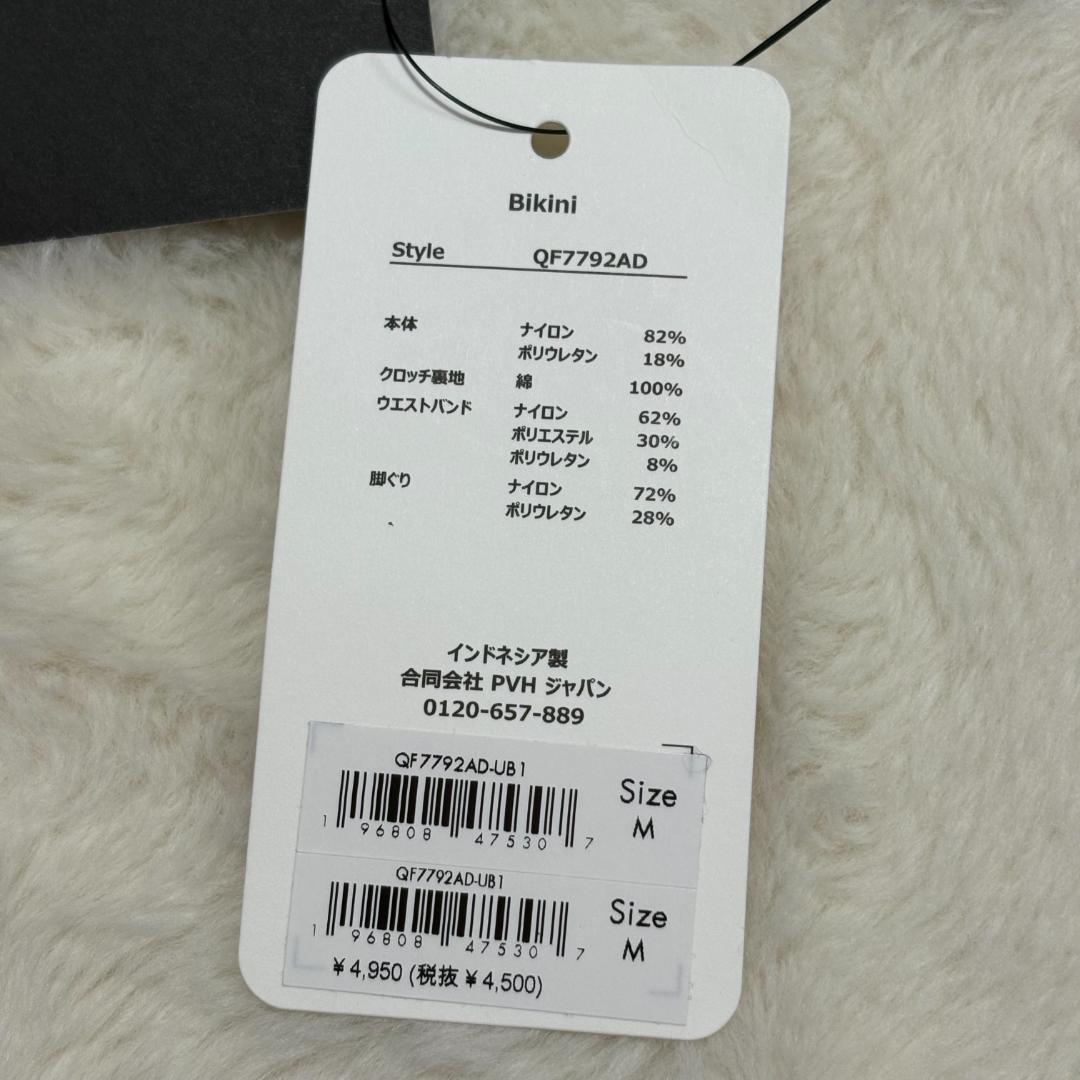 Bikini
Style QF7792AD
本体 ナイロン 82%
ポリウレタン 18%
クロッチ裏地 綿 100%
ウエストバンド ナイロン 62%
ポリエステル 30%
ポリウレタン 8%
脚ぐり ナイロン 72%
ポリウレタン 28%
インドネシア製
合同会社 PVH ジャパン
0120-657-889
QF7792AD-UB1
Size
M
1 96808 47530 7
QF7792AD-UB1
Size
M
1 96808 47530 7
¥4,950 (税抜¥4,500)